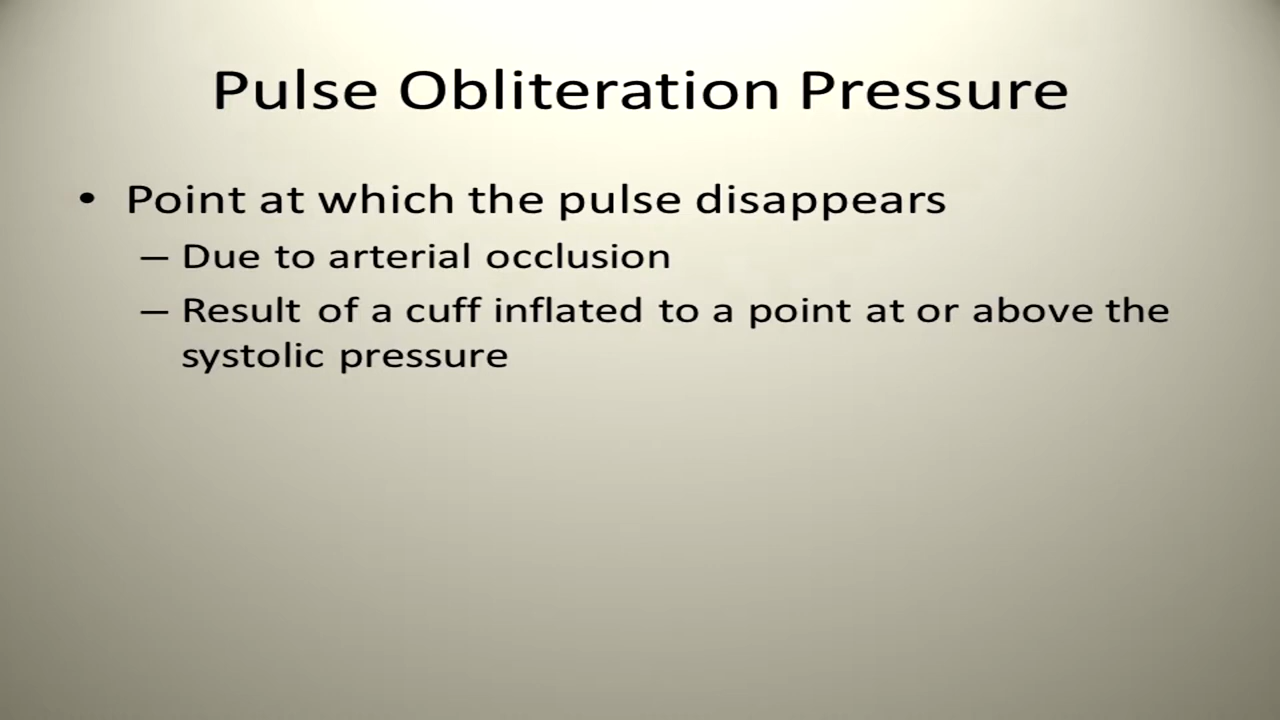 Pulse Obliteration Pressure
• Point at which the pulse disappears
– Due to arterial occlusion
– Result of a cuff inflated to a point at or above the
systolic pressure